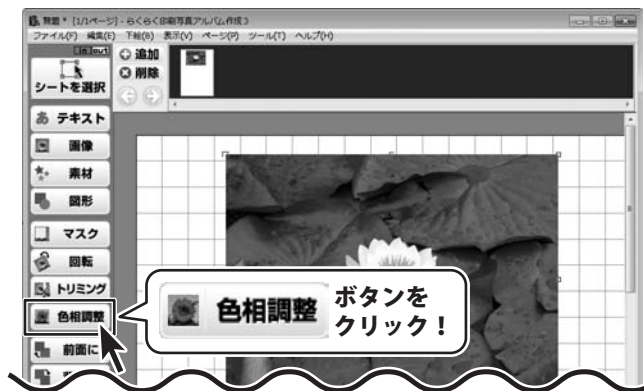 無題 * [1/1ページ] - らくらく印刷写真アルバム作成3
ファイル(F) 編集(E) 下絵(B) 表示(V) ページ(P) ツール(T) ヘルプ(H)
in out
追加
削除
シートを選択
あ テキスト
画像
素材
図形
マスク
回転
トリミング
色相調整
前面に
色相調整 ボタンを
クリック！